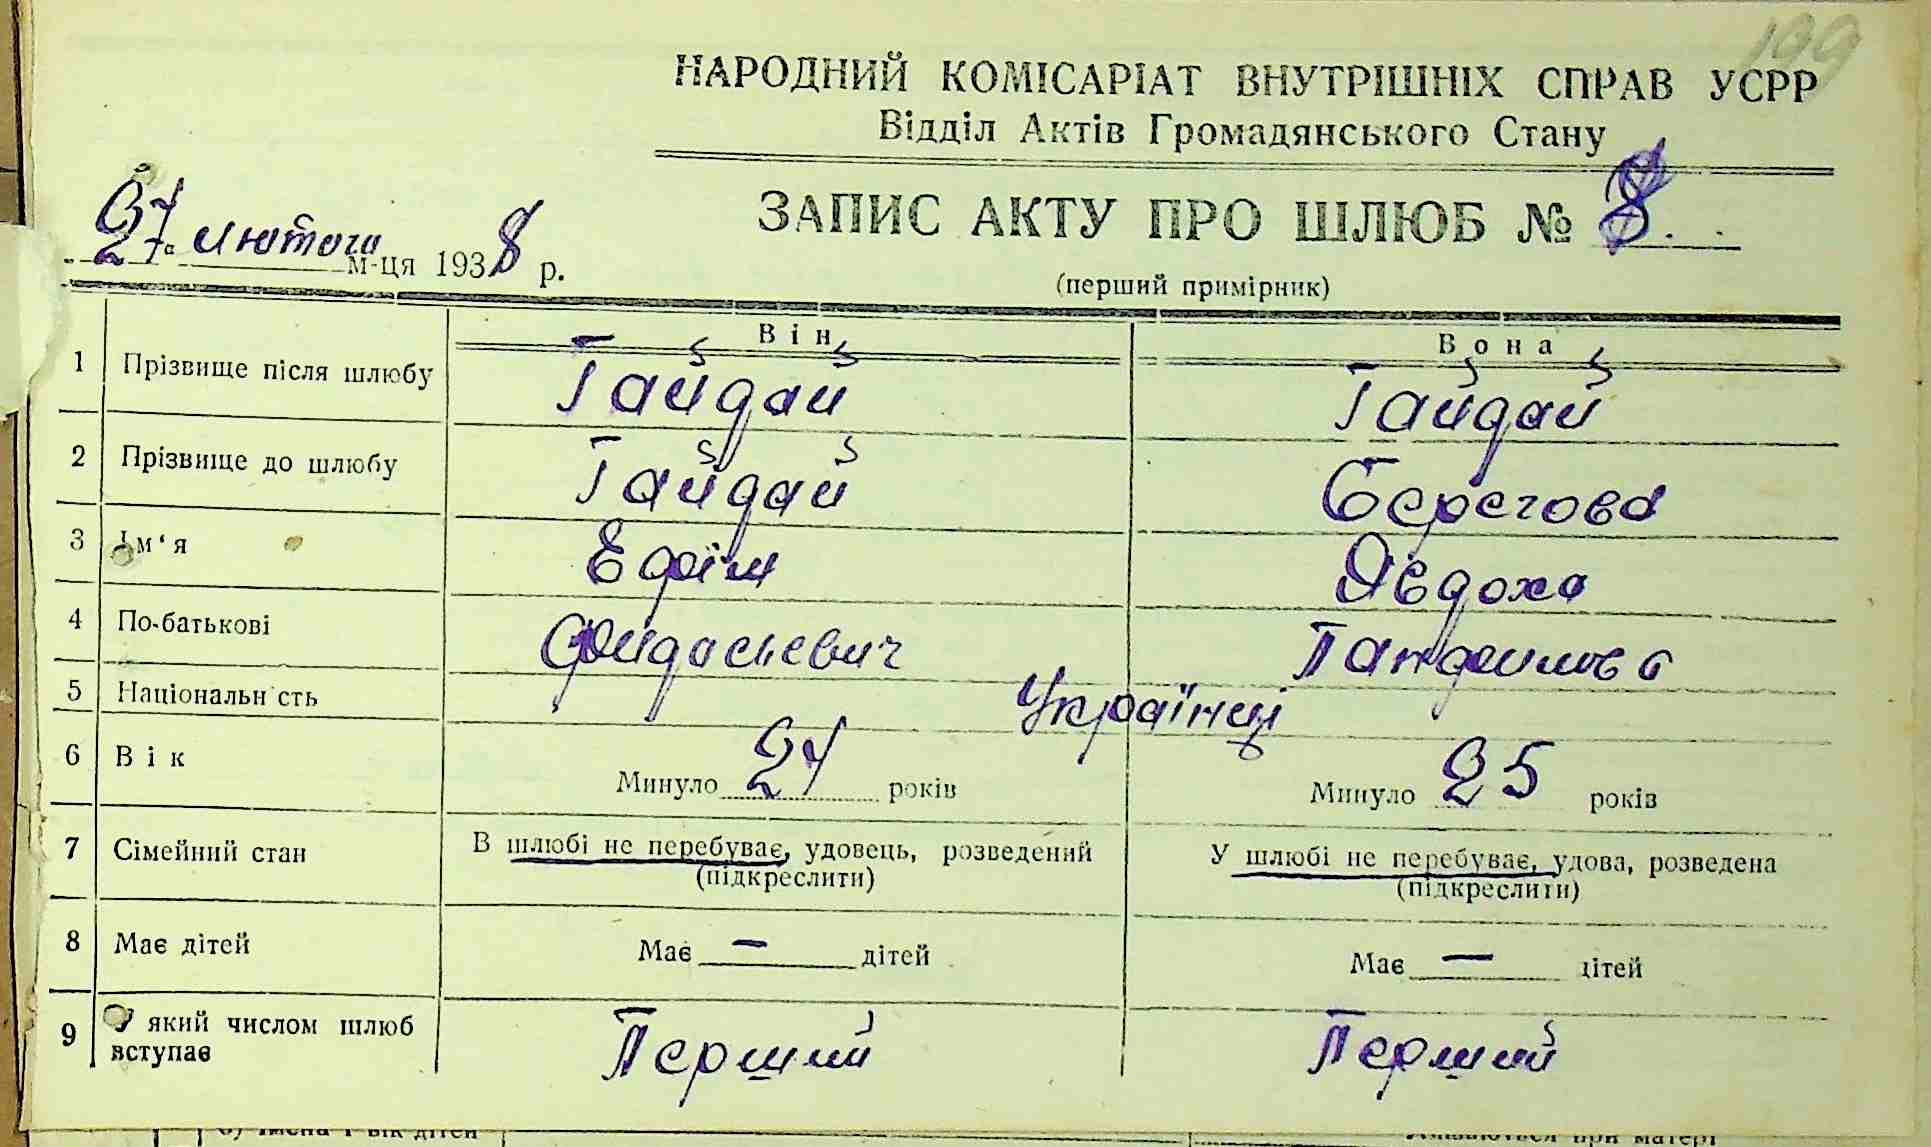 199
НАРОДНИЙ КОМІСАРІАТ ВНУТРІШНІХ СПРАВ УСРР
Відділ Актів Громадянського Стану
ЗАПИС АКТУ ПРО ШЛЮБ № 8.
27 лютого м-ця 1938 р.
(перший примірник)
Він Вона
1 Прізвище після шлюбу Гайдай Гайдай
2 Прізвище до шлюбу Гайдай Берегова
3 Ім'я Ефім Явдоха
4 По-батькові
5 Національність Українці
6 Вік Минуло 27 років Минуло 25 років
7 Сімейний стан В шлюбі не перебуває, удовець, розведений У шлюбі не перебуває, удова, розведена
(підкреслити) (підкреслити)
8 Має дітей Має — дітей Має — дітей
9 У який числом шлюб вступає Перший Перший